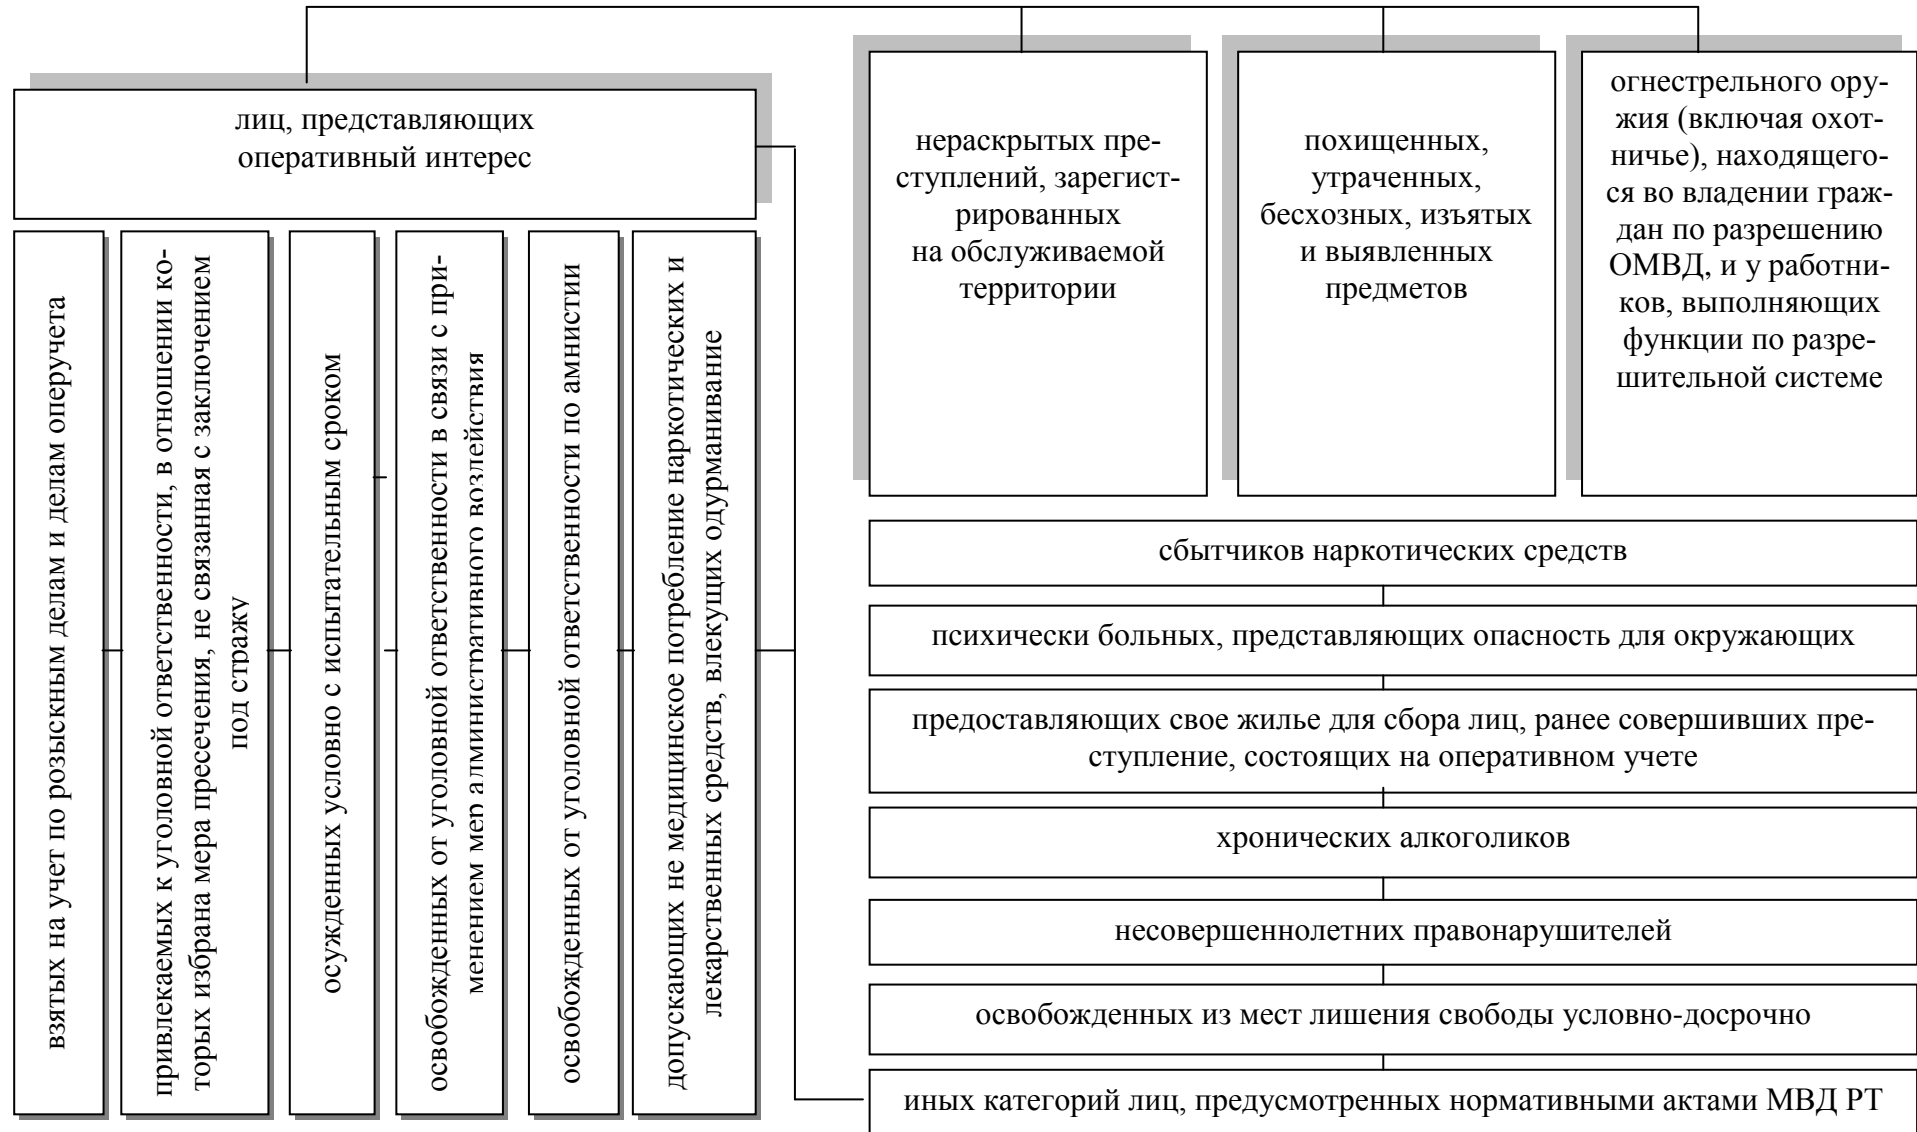 лиц, представляющих
оперативный интерес
взятых на учет по розыскным делам и делам оперучета
привлекаемых к уголовной ответственности, в отношении ко-
торых избрана мера пресечения, не связанная с заключением
под стражу
осужденных условно с испытательным сроком
освобожденных от уголовной ответственности в связи с при-
менением мер административного воздействия
освобожденных от уголовной ответственности по амнистии
допускающих не медицинское потребление наркотических и
лекарственных средств, влекущих одурманивание
нераскрытых пре-
ступлений, зарегист-
рированных
на обслуживаемой
территории
похищенных,
утраченных,
бесхозных, изъятых
и выявленных
предметов
огнестрельного ору-
жия (включая охот-
ничье), находящего-
ся во владении граж-
дан по разрешению
ОМВД, и у работни-
ков, выполняющих
функции по разре-
шительной системе
сбытчиков наркотических средств
психически больных, представляющих опасность для окружающих
предоставляющих свое жилье для сбора лиц, ранее совершивших пре-
ступление, состоящих на оперативном учете
хронических алкоголиков
несовершеннолетних правонарушителей
освобожденных из мест лишения свободы условно-досрочно
иных категорий лиц, предусмотренных нормативными актами МВД РТ